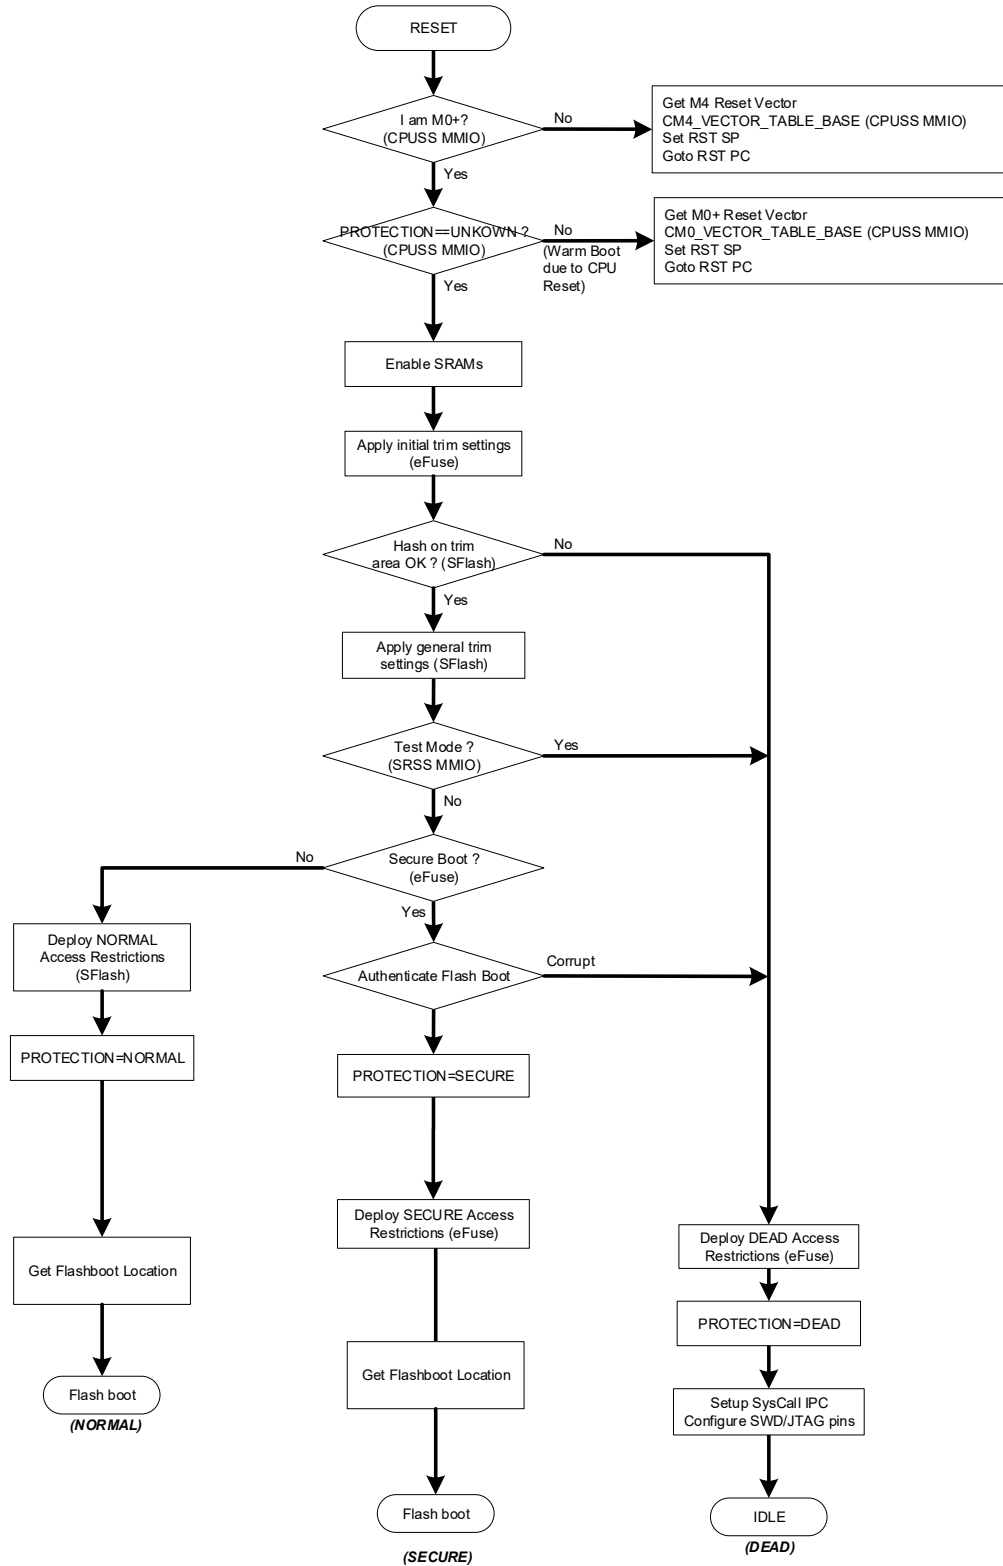 RESET
I am M0+?
(CPUSS MMIO)
No
Get M4 Reset Vector
CM4_VECTOR_TABLE_BASE (CPUSS MMIO)
Set RST SP
Goto RST PC
Yes
PROTECTION==UNKOWN ?
(CPUSS MMIO)
No
(Warm Boot
due to CPU
Reset)
Get M0+ Reset Vector
CM0_VECTOR_TABLE_BASE (CPUSS MMIO)
Set RST SP
Goto RST PC
Yes
Enable SRAMs
Apply initial trim settings
(eFuse)
Hash on trim
area OK ? (SFlash)
No
Yes
Apply general trim
settings (SFlash)
Test Mode ?
(SRSS MMIO)
Yes
No
Secure Boot ?
(eFuse)
No
Yes
Deploy NORMAL
Access Restrictions
(SFlash)
Authenticate Flash Boot
Corrupt
PROTECTION=NORMAL
PROTECTION=SECURE
Deploy SECURE Access
Restrictions (eFuse)
Deploy DEAD Access
Restrictions (eFuse)
Get Flashboot Location
PROTECTION=DEAD
Get Flashboot Location
Flash boot
(NORMAL)
Setup SysCall IPC
Configure SWD/JTAG pins
Flash boot
(SECURE)
IDLE
(DEAD)